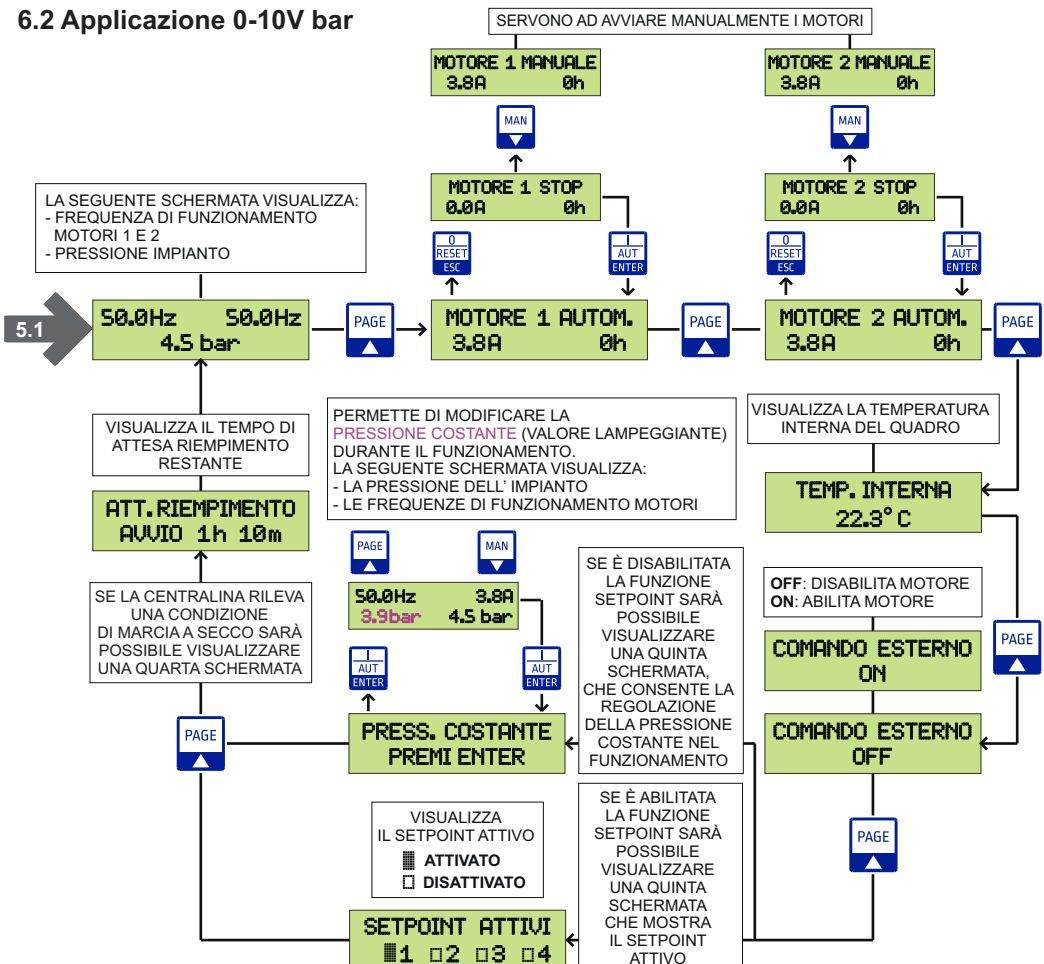 6.2 Applicazione 0-10V bar
SERVONO AD AVVIARE MANUALMENTE I MOTORI
MOTORE 1 MANUALE
3.8A 0h
MOTORE 2 MANUALE
3.8A 0h
MAN
MAN
MOTORE 1 STOP
0.0A 0h
MOTORE 2 STOP
0.0A 0h
LA SEGUENTE SCHERMATA VISUALIZZA:
- FREQUENZA DI FUNZIONAMENTO
MOTORI 1 E 2
- PRESSIONE IMPIANTO
0
RESET
ESC
I
AUT
ENTER
0
RESET
ESC
I
AUT
ENTER
5.1
50.0Hz 50.0Hz
4.5 bar
PAGE
MOTORE 1 AUTOM.
3.8A 0h
PAGE
MOTORE 2 AUTOM.
3.8A 0h
PAGE
VISUALIZZA IL TEMPO DI
ATTESA RIEMPIMENTO
RESTANTE
PERMETTE DI MODIFICARE LA
PRESSIONE COSTANTE (VALORE LAMPEGGIANTE)
DURANTE IL FUNZIONAMENTO.
LA SEGUENTE SCHERMATA VISUALIZZA:
- LA PRESSIONE DELL' IMPIANTO
- LE FREQUENZE DI FUNZIONAMENTO MOTORI
VISUALIZZA LA TEMPERATURA
INTERNA DEL QUADRO
ATT.RIEMPIMENTO
AVVIO 1h 10m
TEMP. INTERNA
22.3°C
PAGE
MAN
50.0Hz 3.8A
3.9bar 4.5 bar
SE È DISABILITATA
LA FUNZIONE
SETPOINT SARÀ
POSSIBILE
VISUALIZZARE
UNA QUINTA
SCHERMATA,
CHE CONSENTE LA
REGOLAZIONE
DELLA PRESSIONE
COSTANTE NEL
FUNZIONAMENTO
OFF: DISABILITA MOTORE
ON: ABILITA MOTORE
SE LA CENTRALINA RILEVA
UNA CONDIZIONE
DI MARCIA A SECCO SARÀ
POSSIBILE VISUALIZZARE
UNA QUARTA SCHERMATA
COMANDO ESTERNO
ON
PAGE
I
AUT
ENTER
I
AUT
ENTER
PAGE
PRESS. COSTANTE
PREMI ENTER
COMANDO ESTERNO
OFF
VISUALIZZA
IL SETPOINT ATTIVO
ATTIVATO
DISATTIVATO
SE È ABILITATA
LA FUNZIONE
SETPOINT SARÀ
POSSIBILE
VISUALIZZARE
UNA QUINTA
SCHERMATA
CHE MOSTRA
IL SETPOINT
ATTIVO
PAGE
SETPOINT ATTIVI
▓1 □2 □3 □4